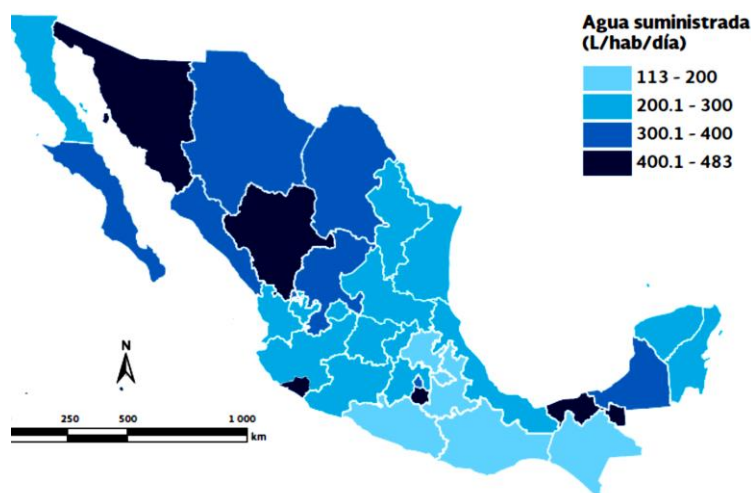 Agua suministrada
(L/hab/día)
113 - 200
200.1 - 300
300.1 - 400
400.1 - 483
N
250 500 1 000
km